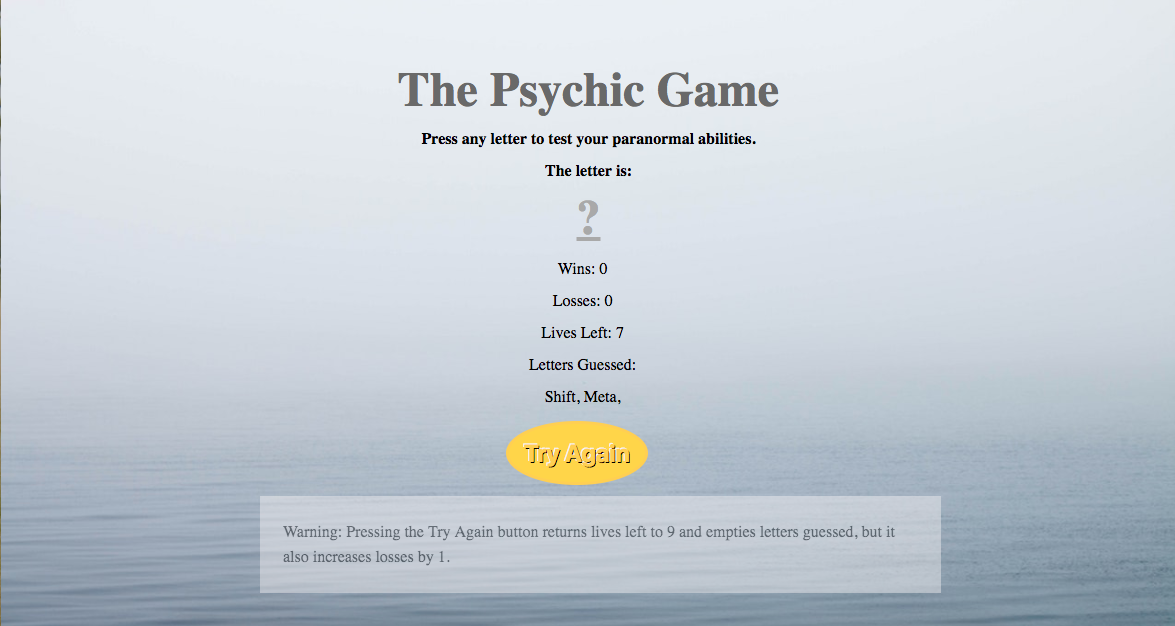 The Psychic Game
Press any letter to test your paranormal abilities.
The letter is:
?
Wins: 0
Losses: 0
Lives Left: 7
Letters Guessed:
Shift, Meta,
Try Again
Warning: Pressing the Try Again button returns lives left to 9 and empties letters guessed, but it
also increases losses by 1.